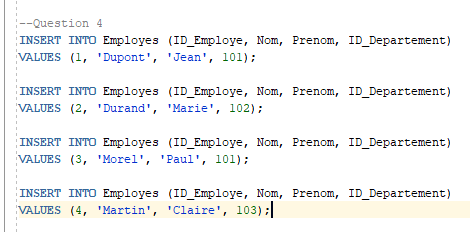 --Question 4
INSERT INTO Employes (ID_Employe, Nom, Prenom, ID_Departement)
VALUES (1, 'Dupont', 'Jean', 101);
INSERT INTO Employes (ID_Employe, Nom, Prenom, ID_Departement)
VALUES (2, 'Durand', 'Marie', 102);
INSERT INTO Employes (ID_Employe, Nom, Prenom, ID_Departement)
VALUES (3, 'Morel', 'Paul', 101);
INSERT INTO Employes (ID_Employe, Nom, Prenom, ID_Departement)
VALUES (4, 'Martin', 'Claire', 103);